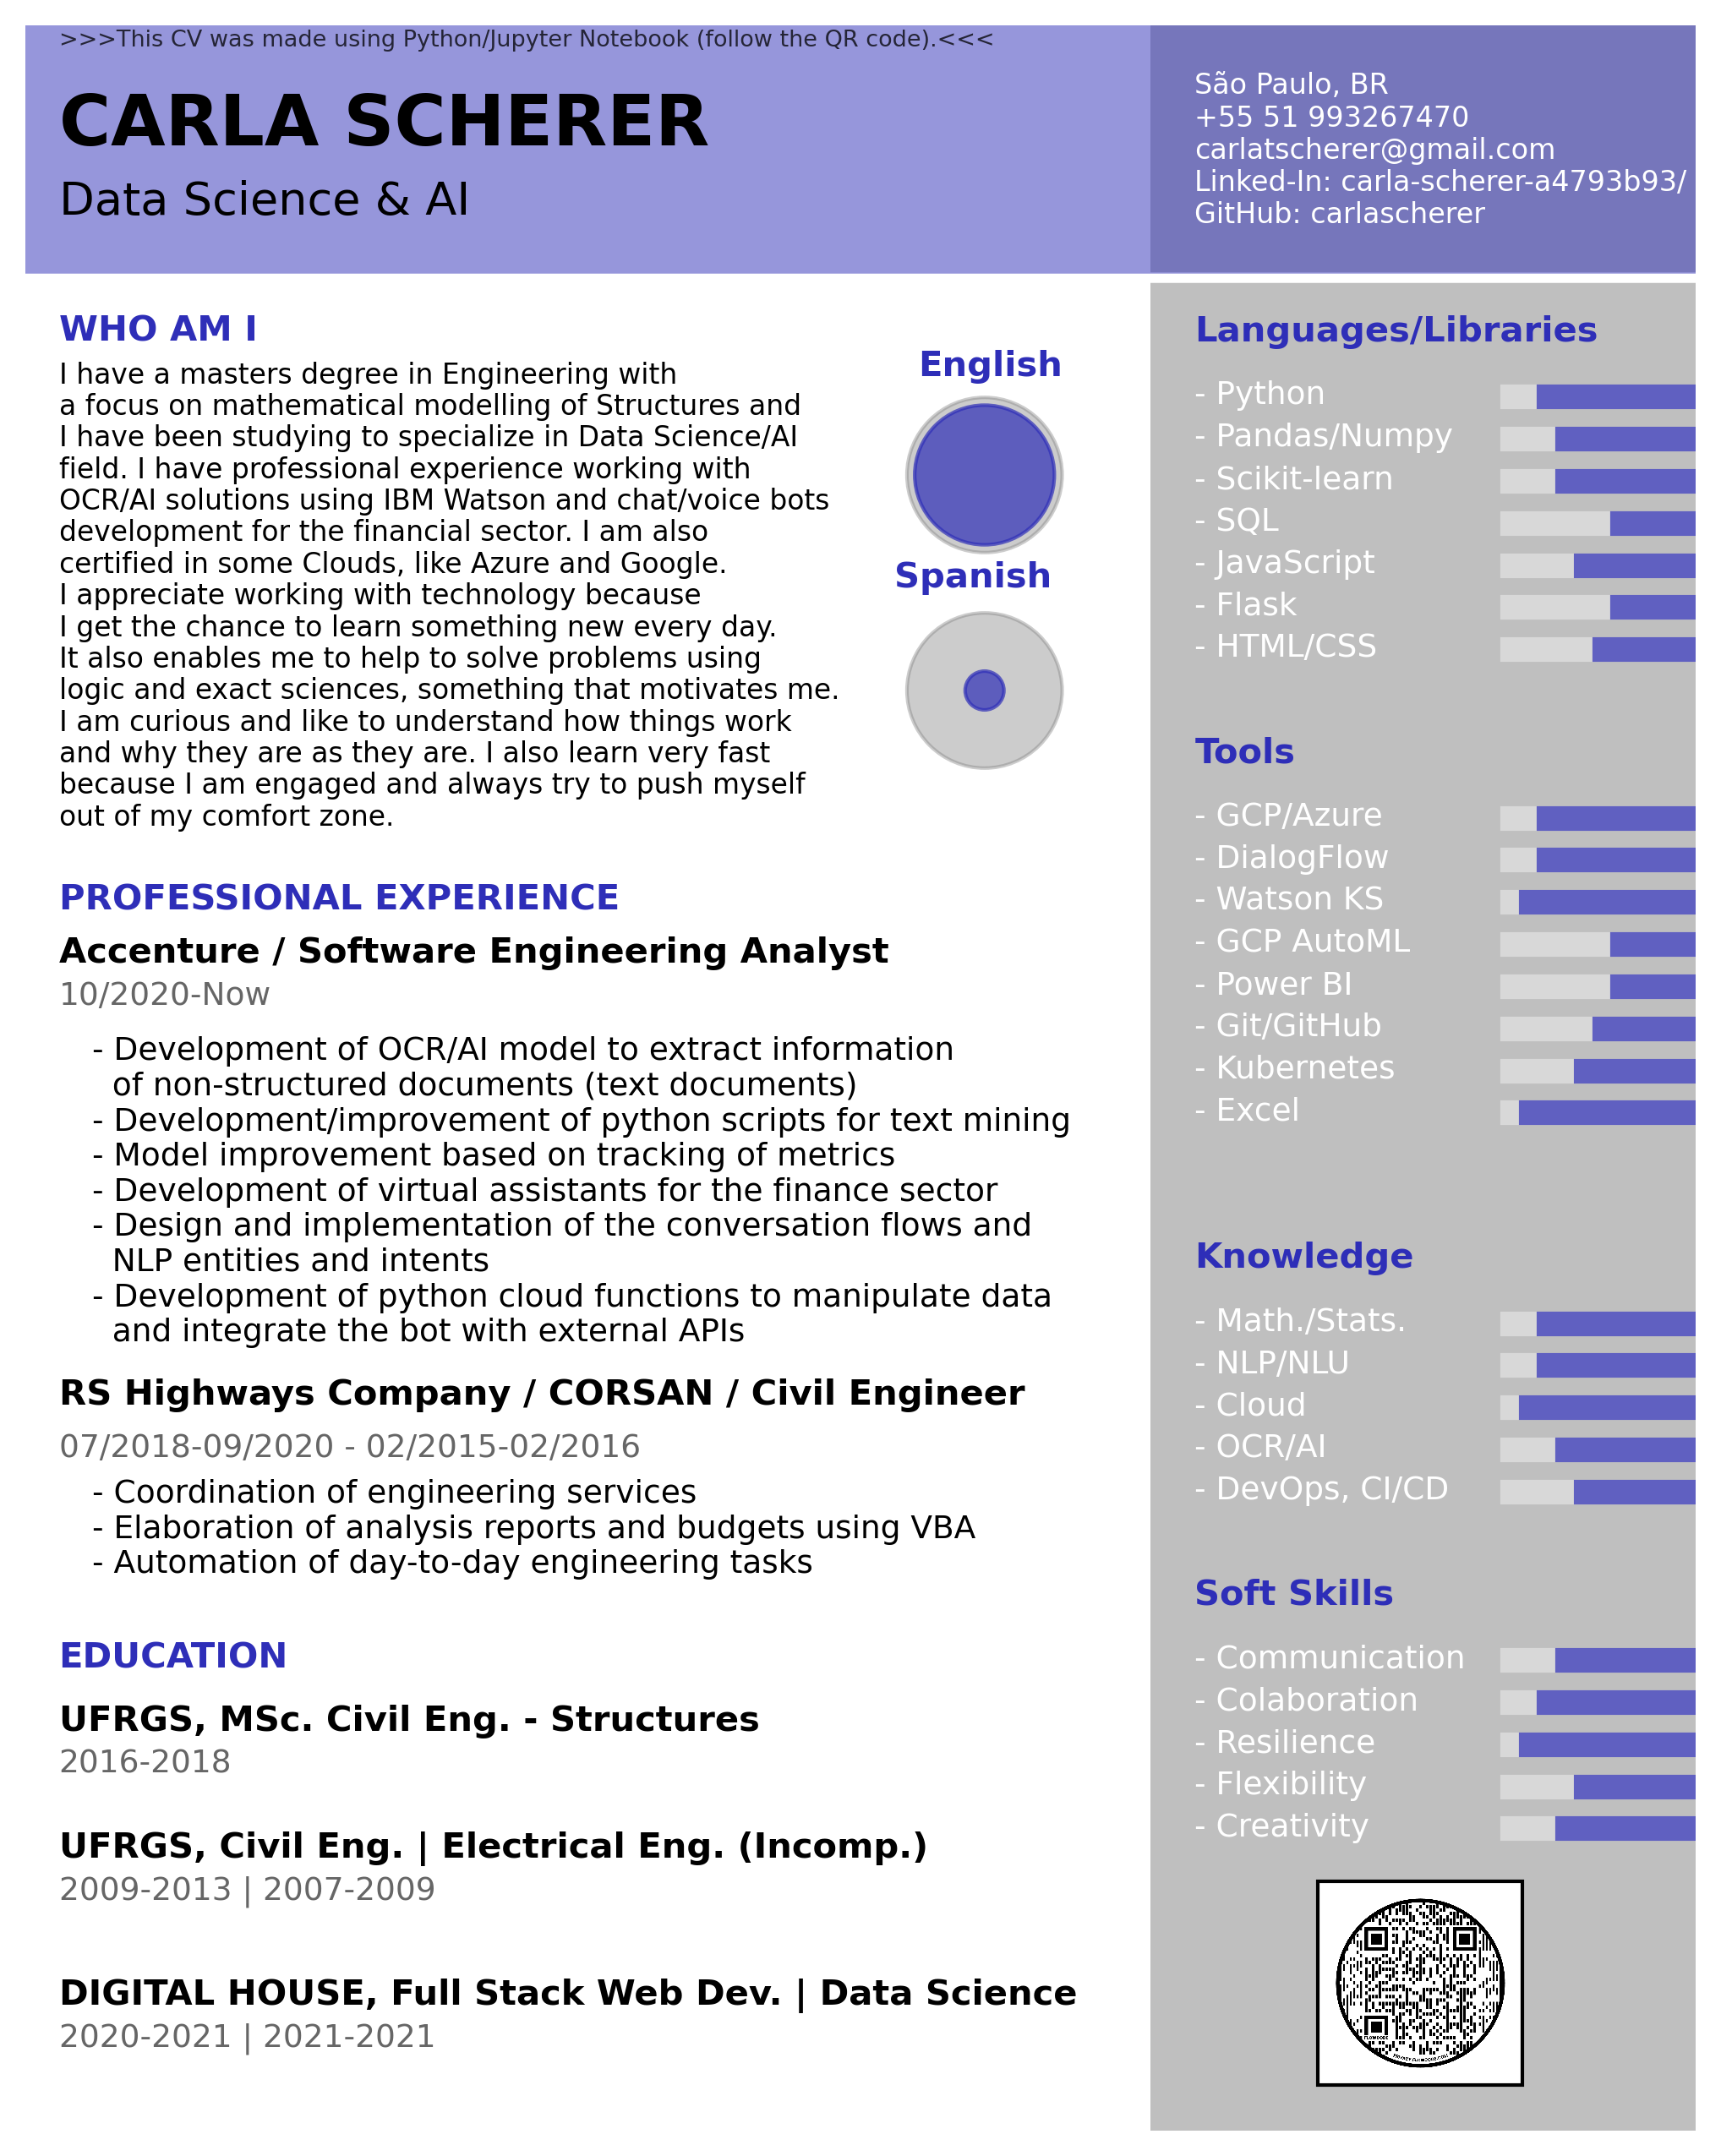 >>>This CV was made using Python/Jupyter Notebook (follow the QR code).<<<
CARLA SCHERER
Data Science & AI
São Paulo, BR
+55 51 993267470
carlatscherer@gmail.com
Linked-In: carla-scherer-a4793b93/
GitHub: carlascherer
WHO AM I
I have a masters degree in Engineering with
a focus on mathematical modelling of Structures and
I have been studying to specialize in Data Science/AI
field. I have professional experience working with
OCR/AI solutions using IBM Watson and chat/voice bots
development for the financial sector. I am also
certified in some Clouds, like Azure and Google.
I appreciate working with technology because
I get the chance to learn something new every day.
It also enables me to help to solve problems using
logic and exact sciences, something that motivates me.
I am curious and like to understand how things work
and why they are as they are. I also learn very fast
because I am engaged and always try to push myself
out of my comfort zone.
English
Spanish
PROFESSIONAL EXPERIENCE
Accenture / Software Engineering Analyst
10/2020-Now
- Development of OCR/AI model to extract information
of non-structured documents (text documents)
- Development/improvement of python scripts for text mining
- Model improvement based on tracking of metrics
- Development of virtual assistants for the finance sector
- Design and implementation of the conversation flows and
NLP entities and intents
- Development of python cloud functions to manipulate data
and integrate the bot with external APIs
RS Highways Company / CORSAN / Civil Engineer
07/2018-09/2020 - 02/2015-02/2016
- Coordination of engineering services
- Elaboration of analysis reports and budgets using VBA
- Automation of day-to-day engineering tasks
EDUCATION
UFRGS, MSc. Civil Eng. - Structures
2016-2018
UFRGS, Civil Eng. | Electrical Eng. (Incomp.)
2009-2013 | 2007-2009
DIGITAL HOUSE, Full Stack Web Dev. | Data Science
2020-2021 | 2021-2021
Languages/Libraries
- Python
- Pandas/Numpy
- Scikit-learn
- SQL
- JavaScript
- Flask
- HTML/CSS
Tools
- GCP/Azure
- DialogFlow
- Watson KS
- GCP AutoML
- Power BI
- Git/GitHub
- Kubernetes
- Excel
Knowledge
- Math./Stats.
- NLP/NLU
- Cloud
- OCR/AI
- DevOps, CI/CD
Soft Skills
- Communication
- Colaboration
- Resilience
- Flexibility
- Creativity